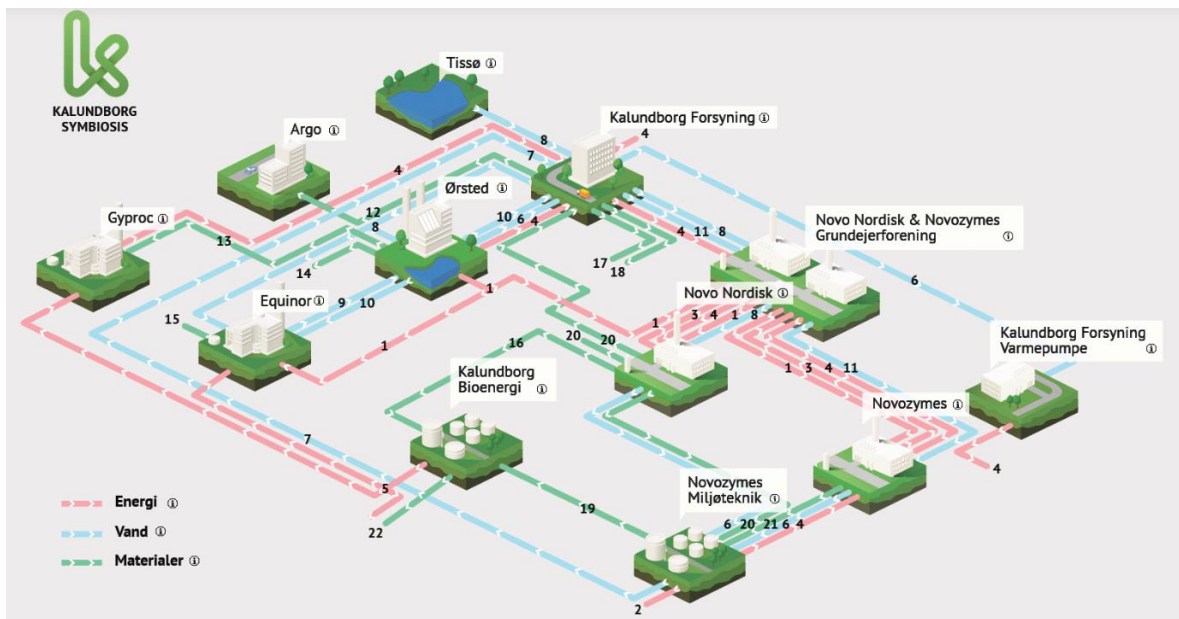 KALUNDBORG
SYMBIOSIS
Tissø
Argo
Kalundborg Forsyning
Gyproc
Ørsted
Novo Nordisk & Novozymes
Grundejerforening
Equinor
Novo Nordisk
Kalundborg
Bioenergi
Kalundborg Forsyning
Varmepumpe
Novozymes
Novozymes
Miljøteknik
Energi
Vand
Materialer
4
8
7
4
12
8
13
14
10 6 4
4 11 8
17
18
6
9 10
1
15
1
1 3 4 1 8
20
20
16
1 3 4 11
7
4
5
22
19
6 20 21 6 4
2